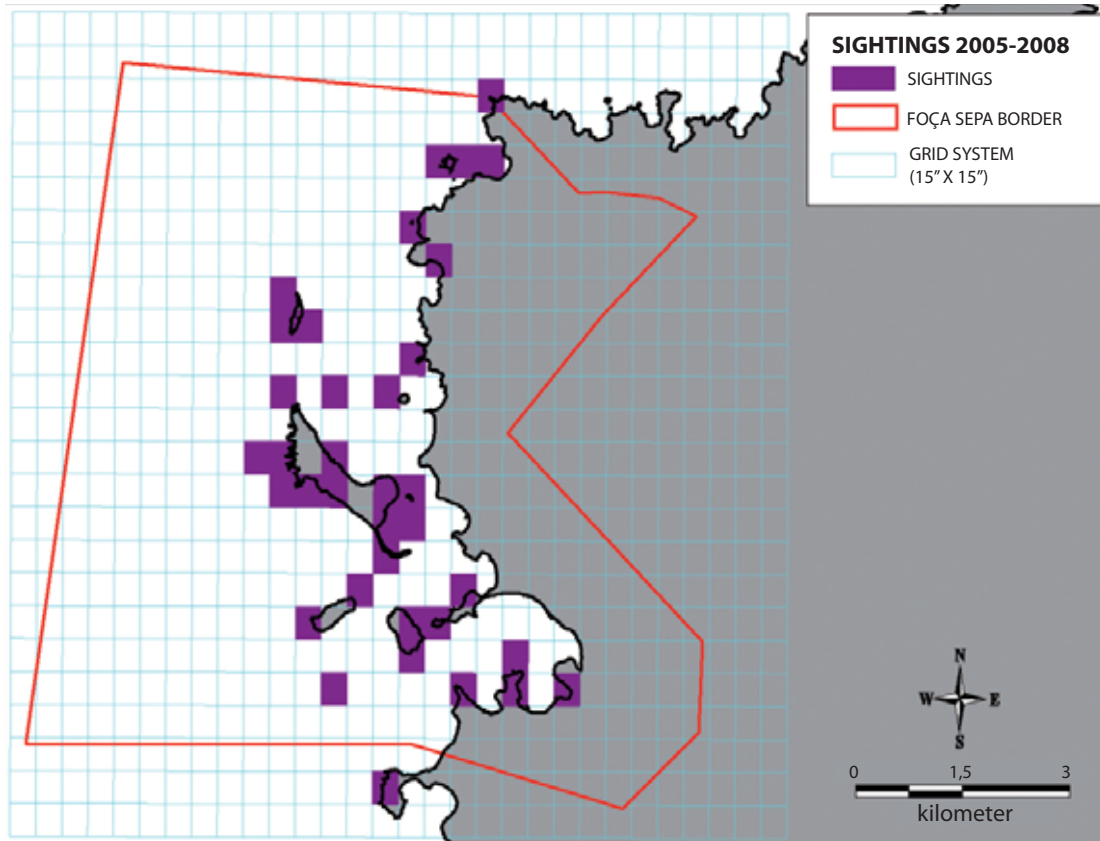 SIGHTINGS 2005-2008
SIGHTINGS
FOÇA SEPA BORDER
GRID SYSTEM
(15” X 15”)
N
W E
S
0 1,5 3
kilometer